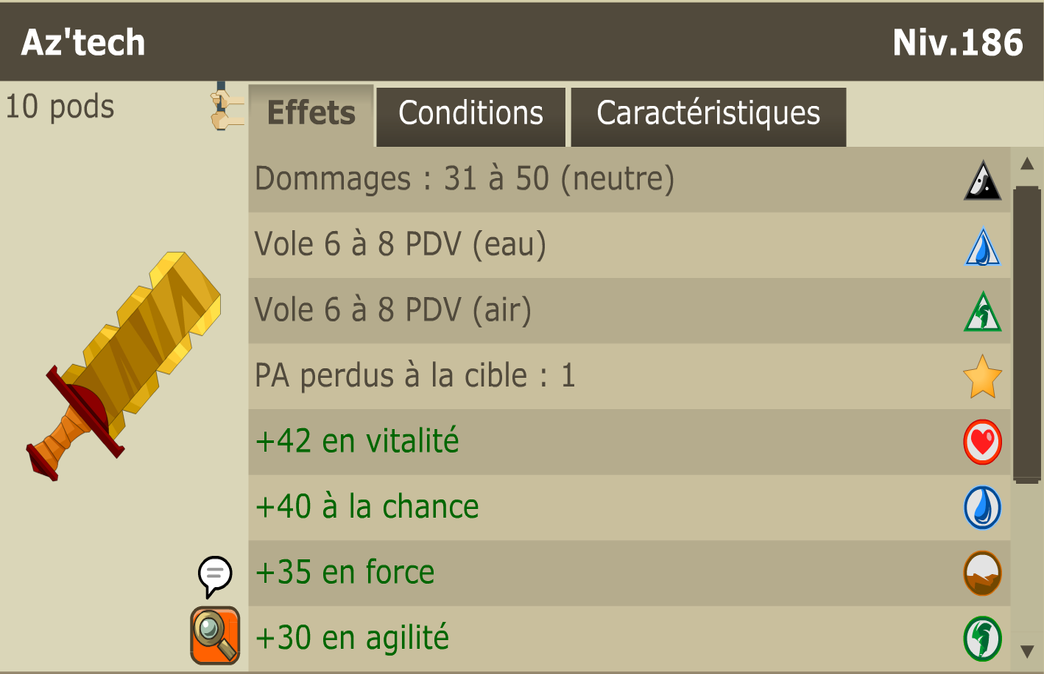 Az'tech
Niv.186
10 pods
Effets
Conditions
Caractéristiques
Dommages : 31 à 50 (neutre)
Vole 6 à 8 PDV (eau)
Vole 6 à 8 PDV (air)
PA perdus à la cible : 1
+42 en vitalité
+40 à la chance
+35 en force
+30 en agilité